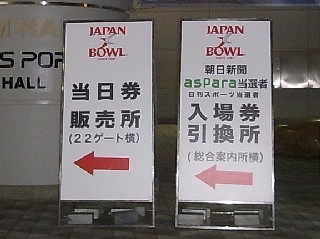 S POR
HALL
JAPAN
BOWL
当日券
販売所
(22ゲート横)
JAPAN
BOWL
朝日新聞
asPara当選者
日刊スポーツ当選者
入場券
引換所
(総合案内所横)